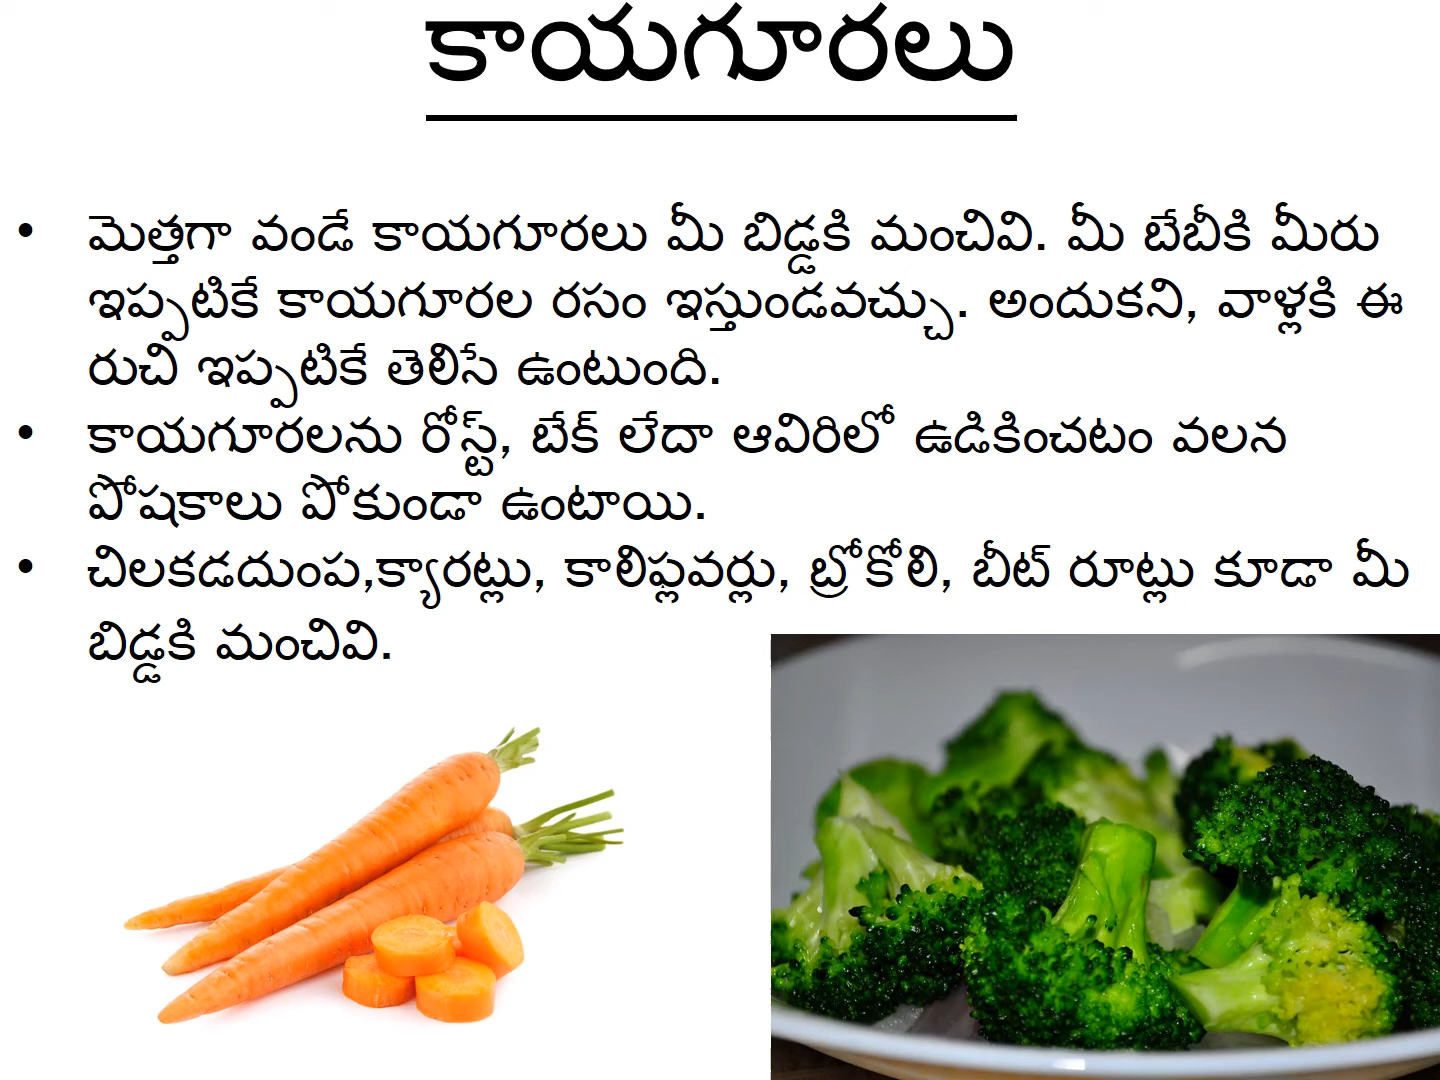 కాయగూరలు
• మెత్తగా వండే కాయగూరలు మీ బిడ్డకి మంచివి. మీ బేబీకి మీరు
ఇప్పటికే కాయగూరల రసం ఇస్తుండవచ్చు. అందుకని, వాళ్లకి ఈ
రుచి ఇప్పటికే తెలిసే ఉంటుంది.
• కాయగూరలను రోస్ట్, బేక్ లేదా ఆవిరిలో ఉడికించటం వలన
పోషకాలు పోకుండా ఉంటాయి.
• చిలకడదుంప,క్యారట్లు, కాలిఫ్లవర్లు, బ్రోకోలి, బీట్ రూట్లు కూడా మీ
బిడ్డకి మంచివి.